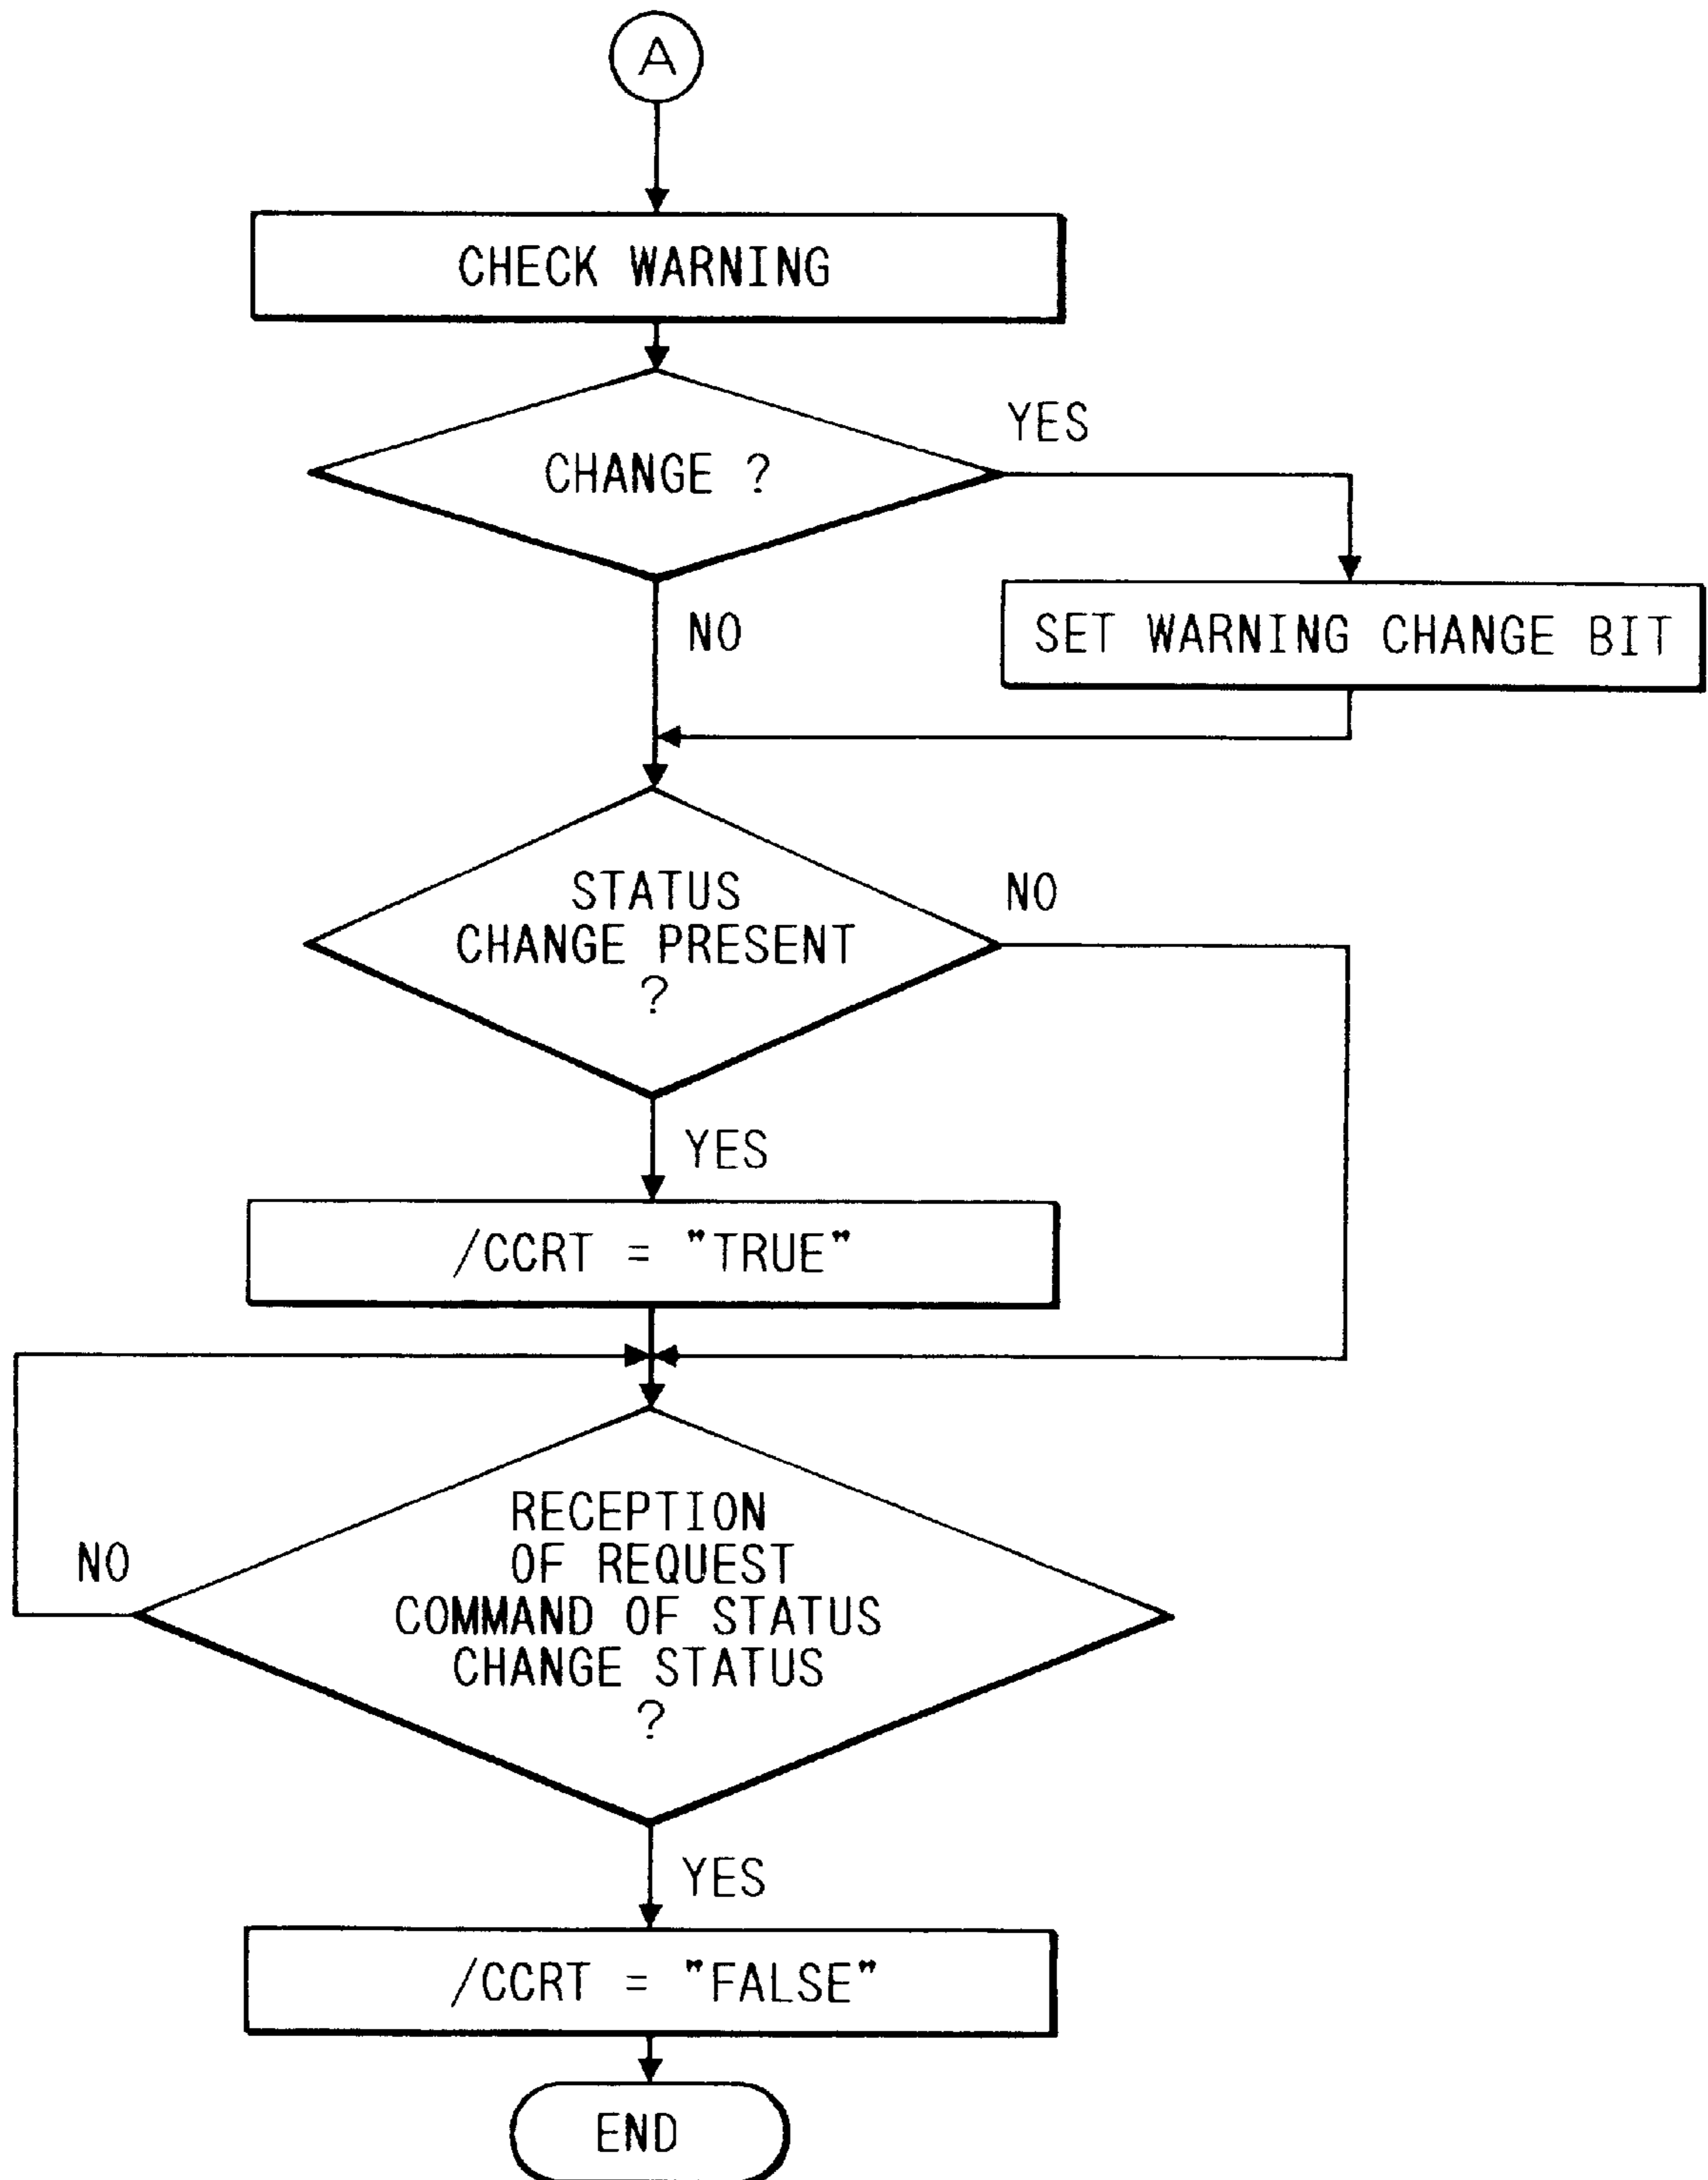 A
CHECK WARNING
CHANGE ?
YES
NO
SET WARNING CHANGE BIT
STATUS
CHANGE PRESENT
?
NO
YES
/CCRT = "TRUE"
RECEPTION
OF REQUEST
COMMAND OF STATUS
CHANGE STATUS
?
NO
YES
/CCRT = "FALSE"
END